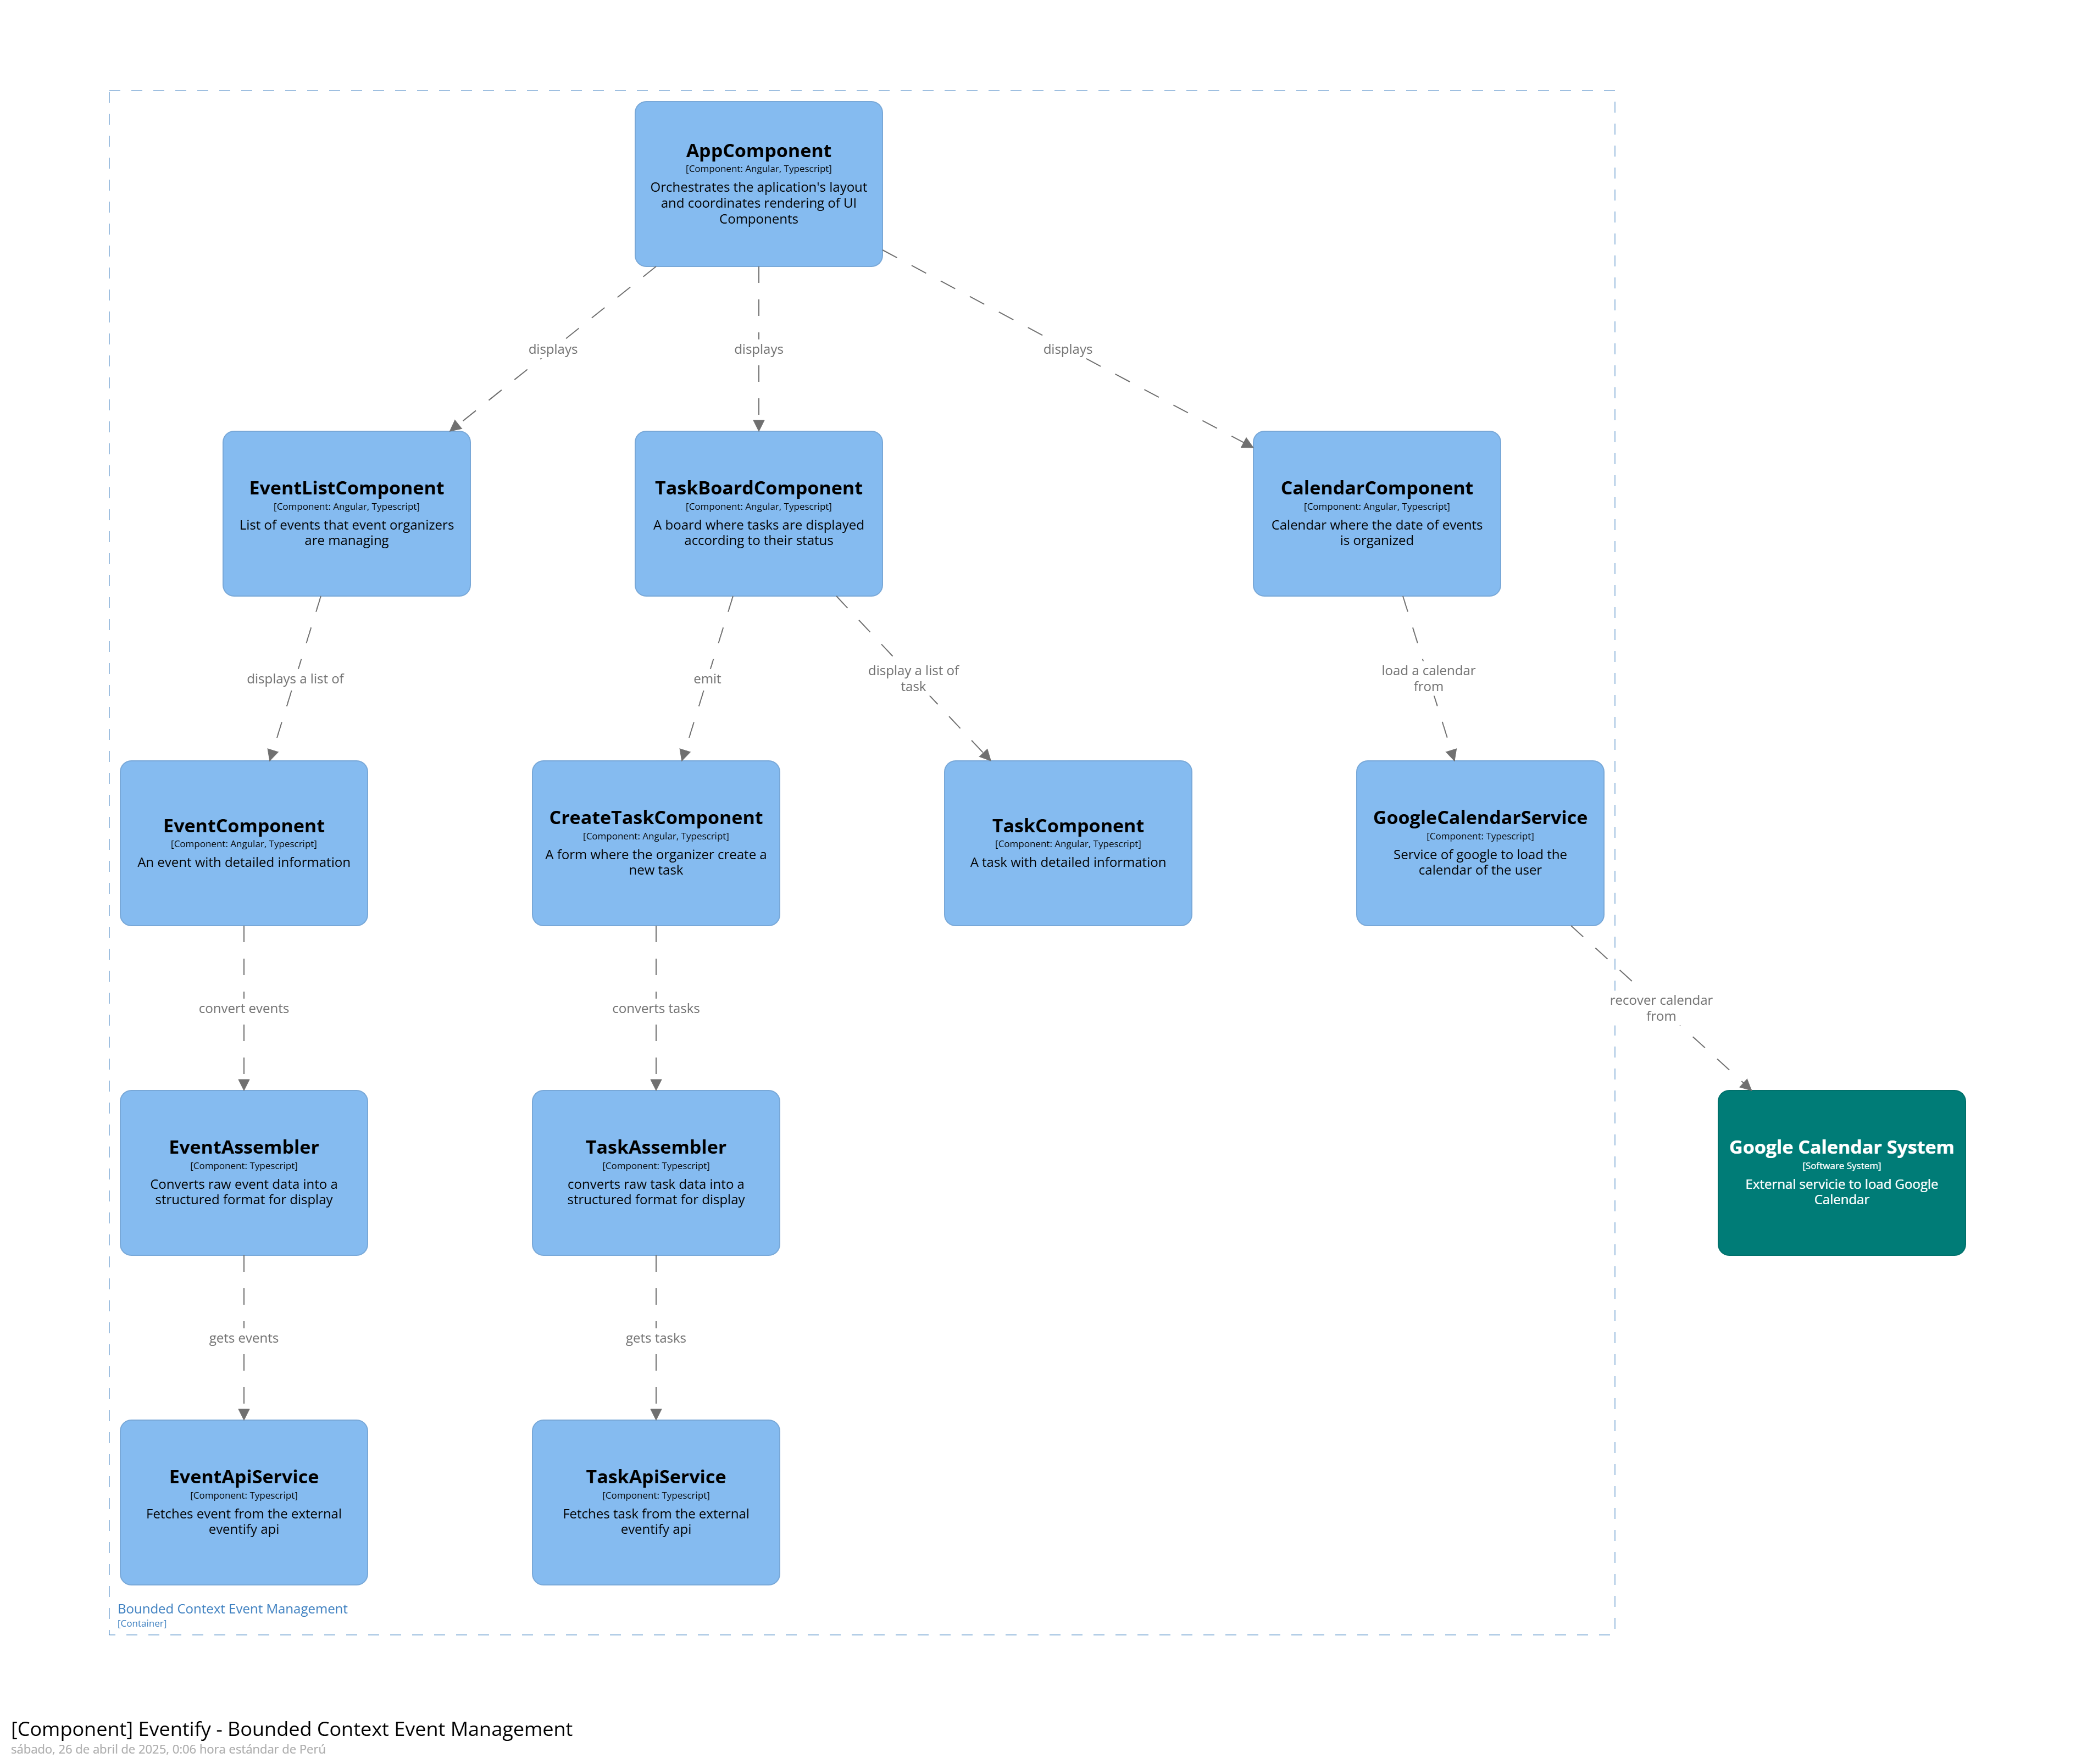 AppComponent
[Component: Angular, Typescript]
Orchestrates the aplication's layout
and coordinates rendering of UI
Components
displays
displays
displays
EventListComponent
[Component: Angular, Typescript]
List of events that event organizers
are managing
TaskBoardComponent
[Component: Angular, Typescript]
A board where tasks are displayed
according to their status
CalendarComponent
[Component: Angular, Typescript]
Calendar where the date of events
is organized
displays a list of
emit
display a list of
task
load a calendar
from
EventComponent
[Component: Angular, Typescript]
An event with detailed information
CreateTaskComponent
[Component: Angular, Typescript]
A form where the organizer create a
new task
TaskComponent
[Component: Angular, Typescript]
A task with detailed information
GoogleCalendarService
[Component: Typescript]
Service of google to load the
calendar of the user
convert events
converts tasks
recover calendar
from
EventAssembler
[Component: Typescript]
Converts raw event data into a
structured format for display
TaskAssembler
[Component: Typescript]
converts raw task data into a
structured format for display
Google Calendar System
[Software System]
External servicie to load Google
Calendar
gets events
gets tasks
EventApiService
[Component: Typescript]
Fetches event from the external
eventify api
TaskApiService
[Component: Typescript]
Fetches task from the external
eventify api
Bounded Context Event Management
[Container]
[Component] Eventify - Bounded Context Event Management
sábado, 26 de abril de 2025, 0:06 hora estándar de Perú